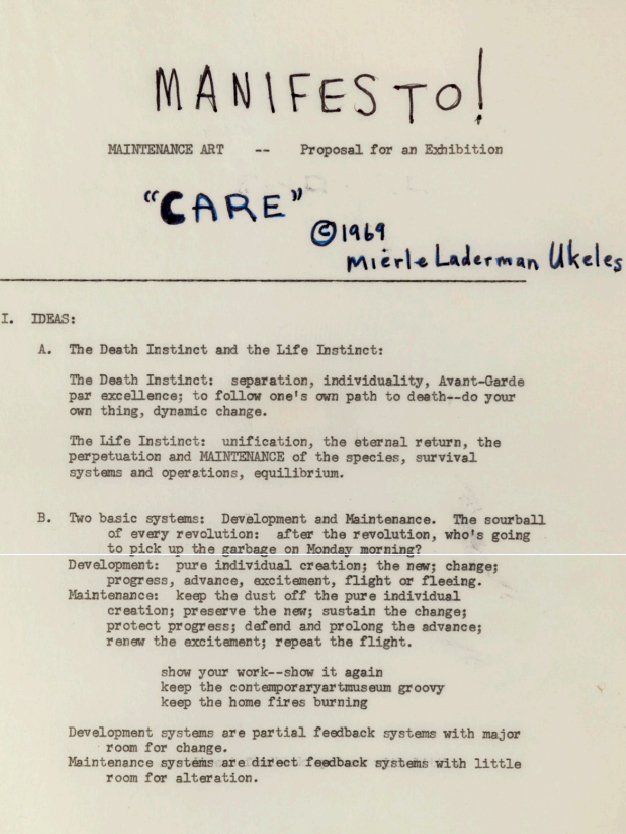 MANIFESTO!
MAINTENANCE ART -- Proposal for an Exhibition
"CARE"
©1969
Mierle Laderman Ukeles
I. IDEAS:
A. The Death Instinct and the Life Instinct:
The Death Instinct: separation, individuality, Avant-Garde
par excellence; to follow one's own path to death--do your
own thing, dynamic change.
The Life Instinct: unification, the eternal return, the
perpetuation and MAINTENANCE of the species, survival
systems and operations, equilibrium.
B. Two basic systems: Development and Maintenance. The sourball
of every revolution: after the revolution, who's going
to pick up the garbage on Monday morning?
Development: pure individual creation; the new; change;
progress, advance, excitement, flight or fleeing.
Maintenance: keep the dust off the pure individual
creation; preserve the new; sustain the change;
protect progress; defend and prolong the advance;
renew the excitement; repeat the flight.
show your work--show it again
keep the contemporaryartmuseum groovy
keep the home fires burning
Development systems are partial feedback systems with major
room for change.
Maintenance systems are direct feedback systems with little
room for alteration.